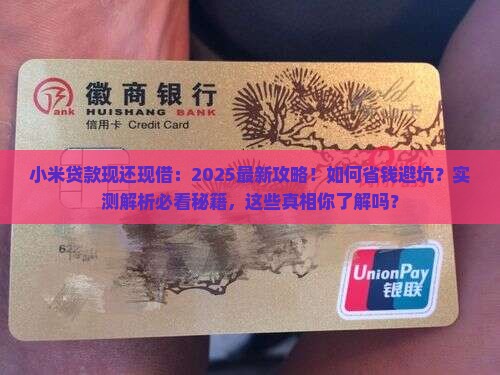 徽商银行
HUISHANG BANK
信用卡 Credit Card
Gold
卡
小米贷款现还现借：2025最新攻略！如何省钱避坑？实
测解析必看秘籍，这些真相你了解吗？
UnionPay
银联